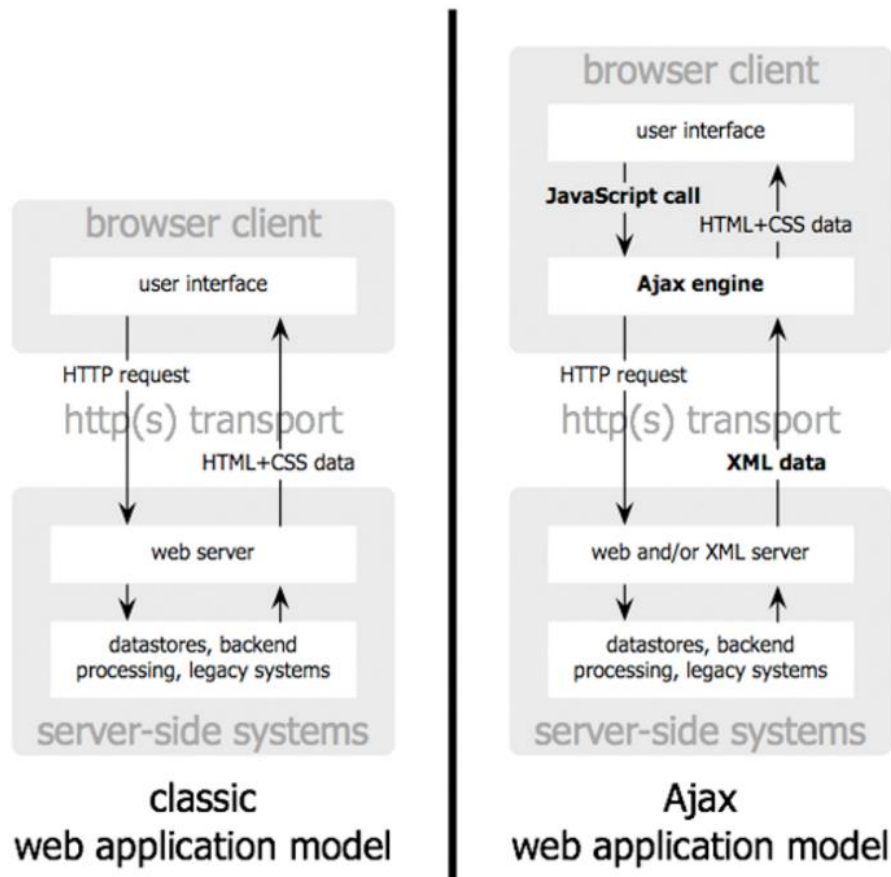 browser client
user interface
HTTP request
http(s) transport
HTML+CSS data
web server
datastores, backend
processing, legacy systems
server-side systems
classic
web application model
browser client
user interface
JavaScript call
HTML+CSS data
Ajax engine
HTTP request
http(s) transport
XML data
web and/or XML server
datastores, backend
processing, legacy systems
server-side systems
Ajax
web application model